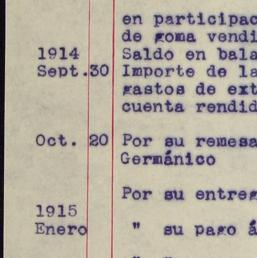 en participac
de goma vendi
1914 Saldo en bala
Sept.30 Importe de la
gastos de ext
cuenta rendid
Oct. 20 Por su remesa
Germánico
Por su entreg
1915
Enero " su pago á